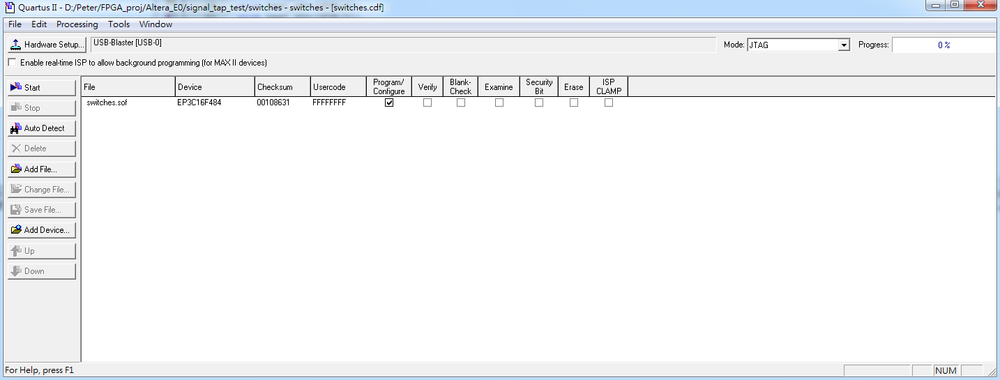 Quartus II - D:/Peter/FPGA_proj/Altera_E0/signal_tap_test/switches - switches - [switches.cdf]
File Edit Processing Tools Window
Hardware Setup... USB-Blaster [USB-0] Mode: JTAG Progress: 0 %
Enable real-time ISP to allow background programming (for MAX II devices)
Start
Stop
Auto Detect
Delete
Add File...
Change File...
Save File...
Add Device...
Up
Down
File Device Checksum Usercode Program/ Configure Verify Blank- Check Examine Security Bit Erase ISP CLAMP
switches.sof EP3C16F484 00108631 FFFFFFFF
For Help, press F1 NUM